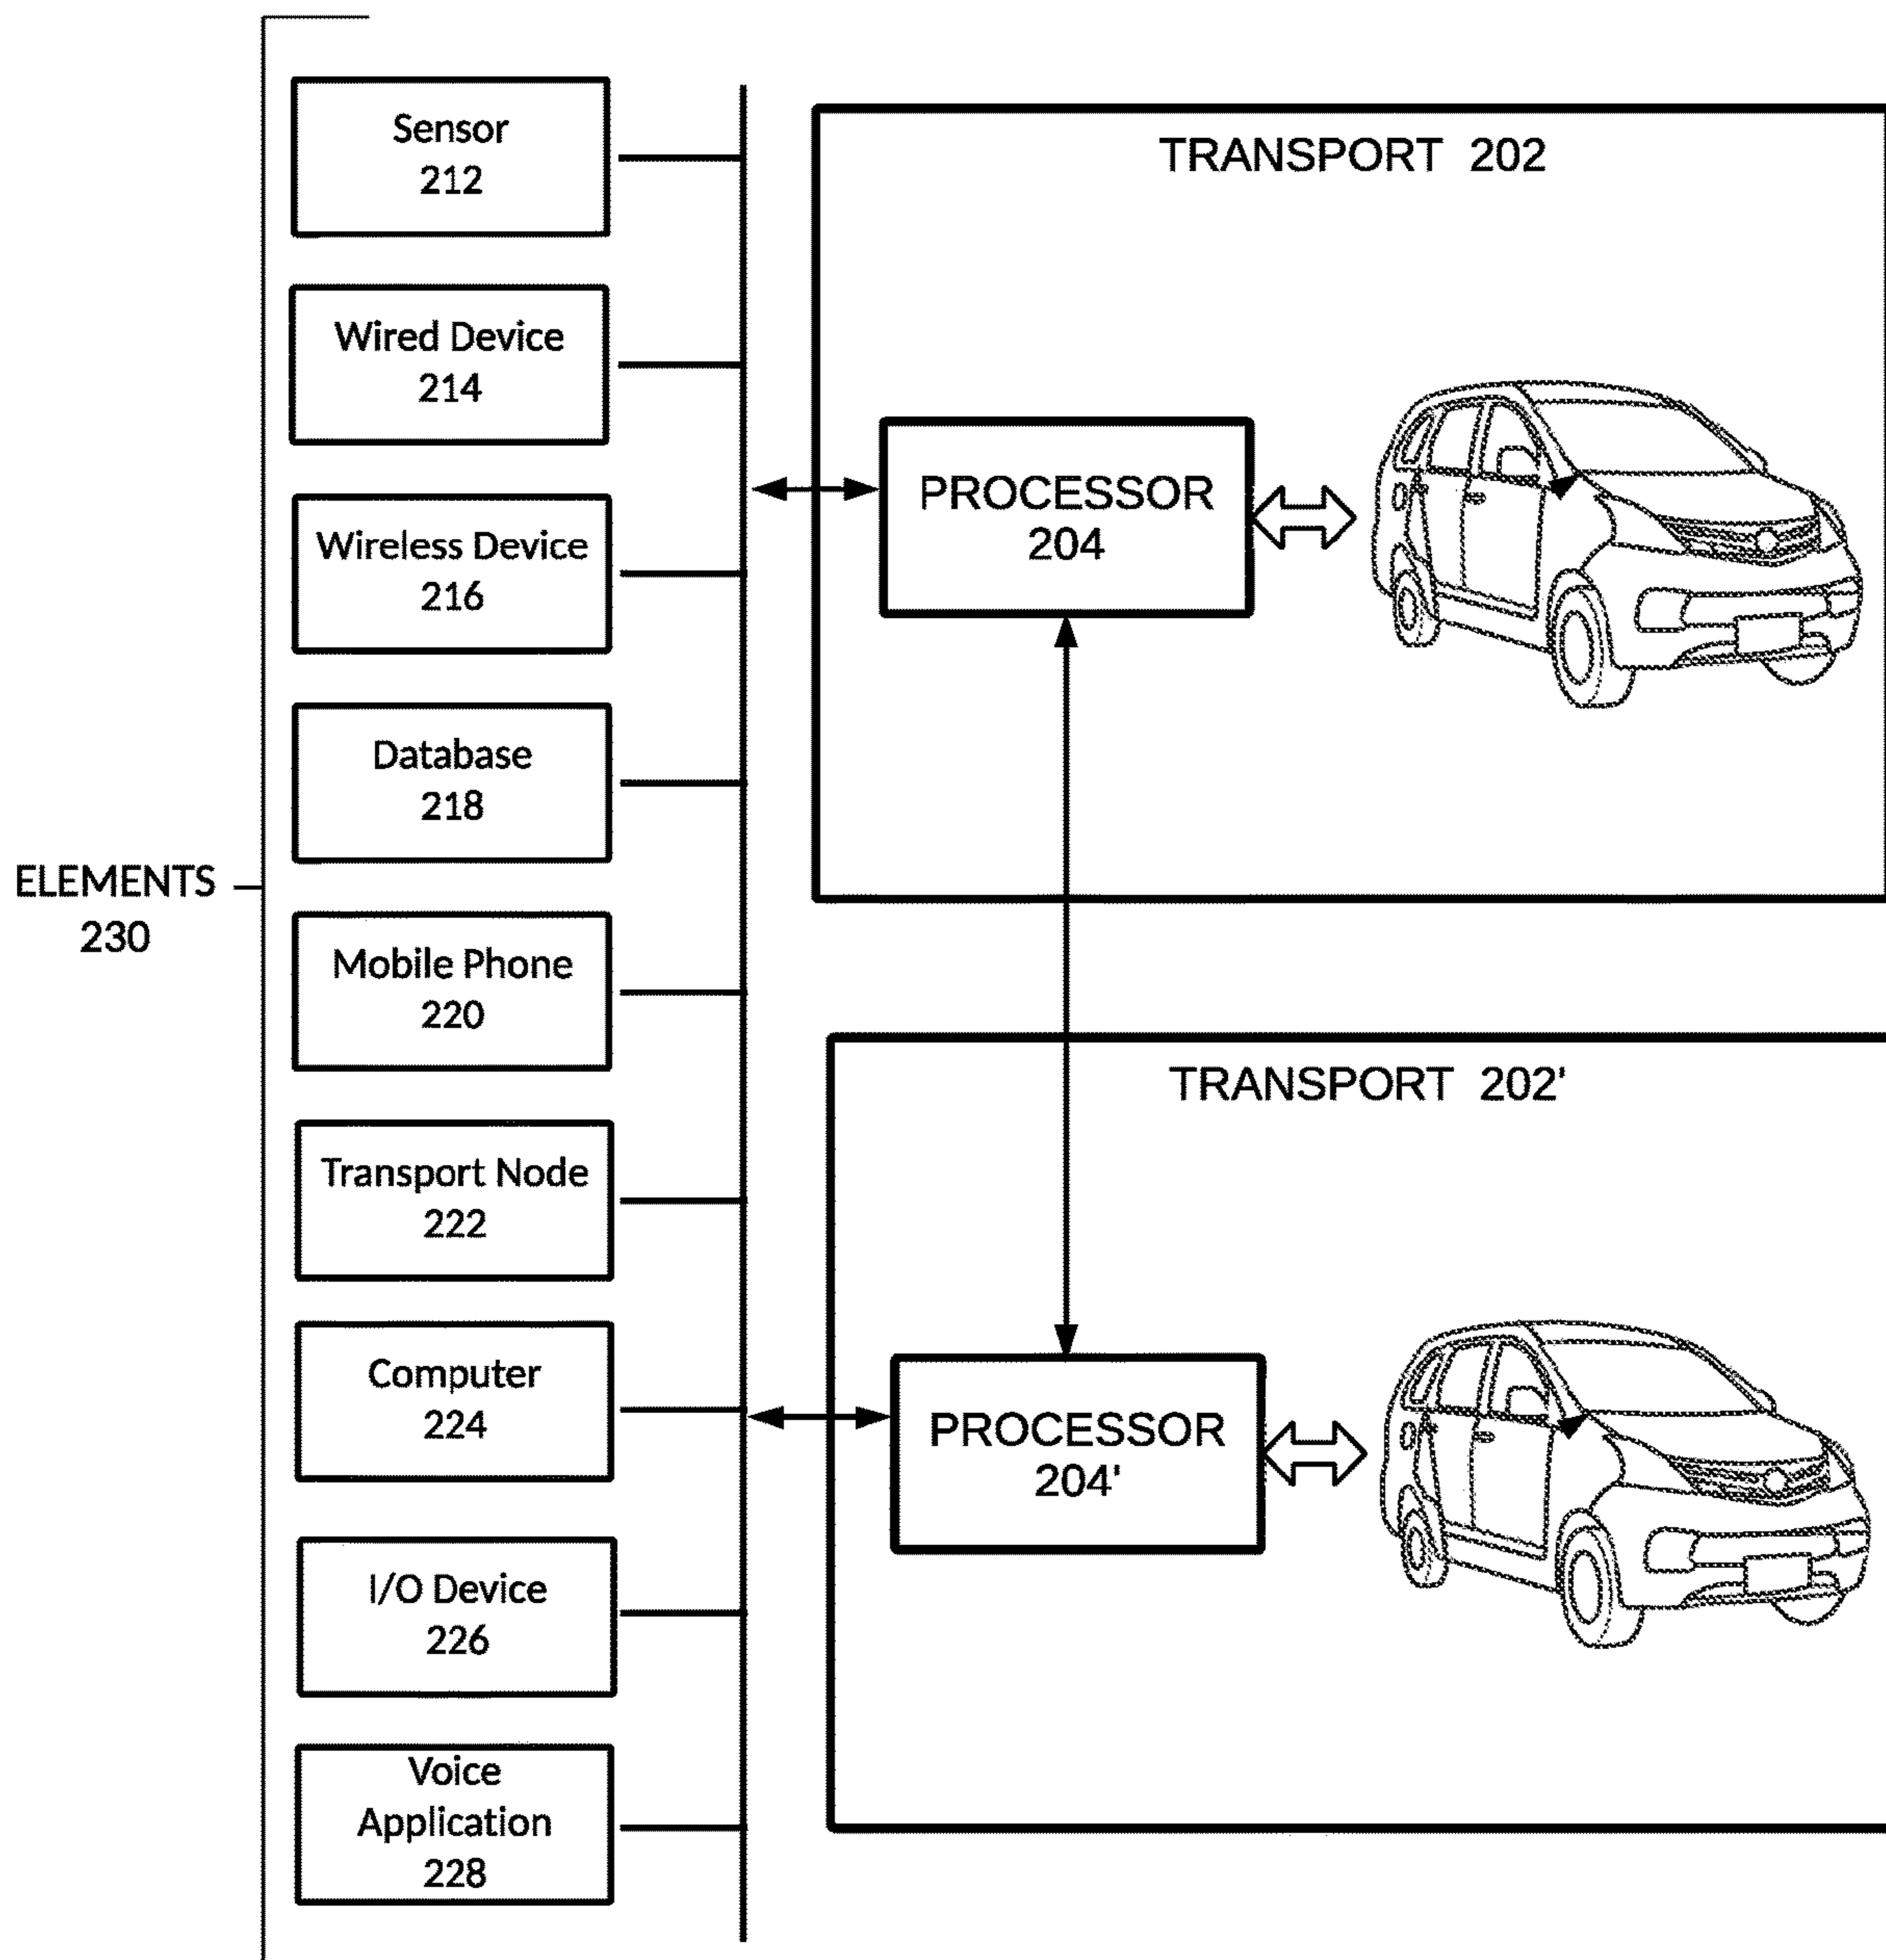 ELEMENTS
230
Sensor
212
Wired Device
214
Wireless Device
216
Database
218
Mobile Phone
220
Transport Node
222
Computer
224
I/O Device
226
Voice
Application
228
TRANSPORT 202
PROCESSOR
204
TRANSPORT 202'
PROCESSOR
204'